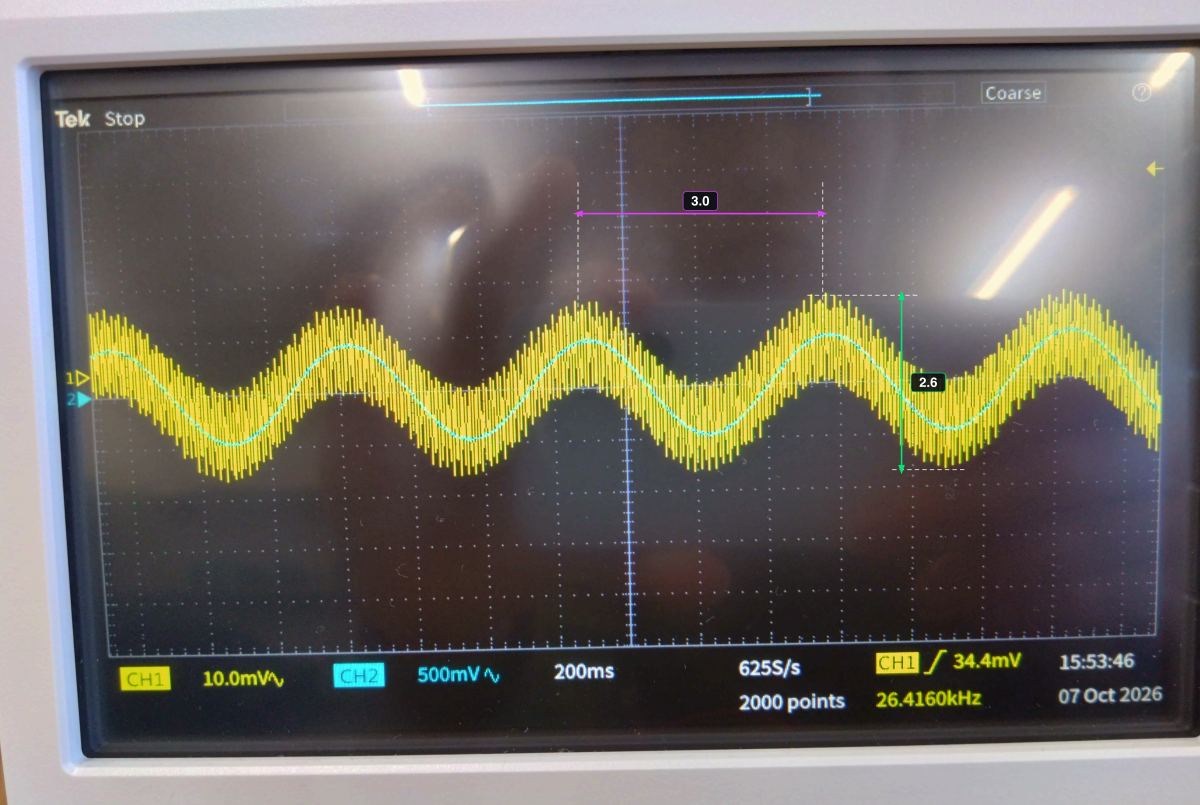 Tek Stop
Coarse
?
3.0
2.6
1
2
CH1 10.0mV
CH2 500mV
200ms
625S/s
2000 points
CH1 34.4mV
26.4160kHz
15:53:46
07 Oct 2026